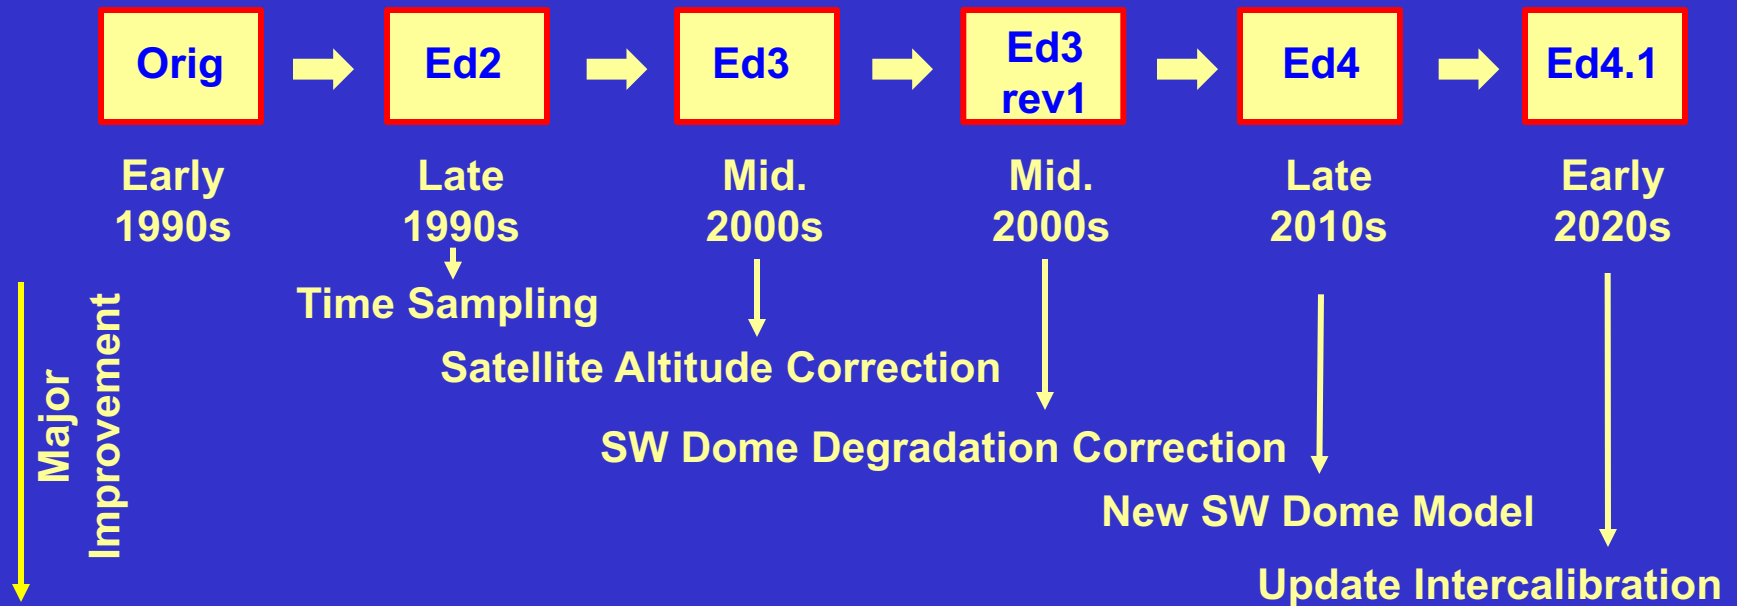 Orig
Ed2
Ed3
Ed3
rev1
Ed4
Ed4.1
Early
1990s
Late
1990s
Mid.
2000s
Mid.
2000s
Late
2010s
Early
2020s
Major
Improvement
Time Sampling
Satellite Altitude Correction
SW Dome Degradation Correction
New SW Dome Model
Update Intercalibration